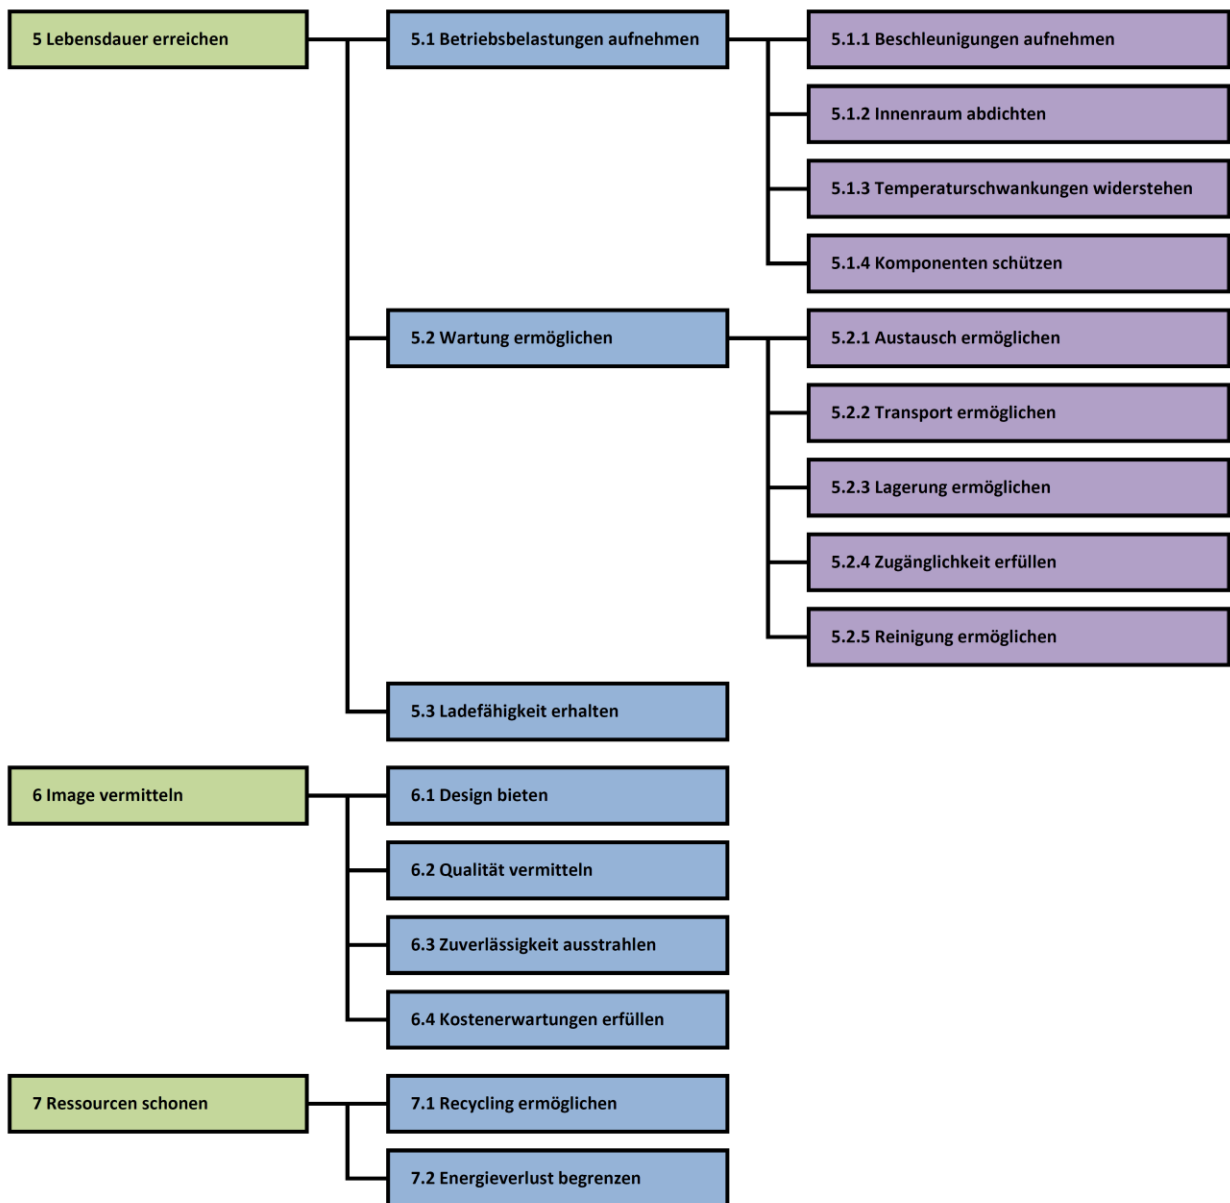 5 Lebensdauer erreichen
5.1 Betriebsbelastungen aufnehmen
5.1.1 Beschleunigungen aufnehmen
5.1.2 Innenraum abdichten
5.1.3 Temperaturschwankungen widerstehen
5.1.4 Komponenten schützen
5.2 Wartung ermöglichen
5.2.1 Austausch ermöglichen
5.2.2 Transport ermöglichen
5.2.3 Lagerung ermöglichen
5.2.4 Zugänglichkeit erfüllen
5.2.5 Reinigung ermöglichen
5.3 Ladefähigkeit erhalten
6 Image vermitteln
6.1 Design bieten
6.2 Qualität vermitteln
6.3 Zuverlässigkeit ausstrahlen
6.4 Kostenerwartungen erfüllen
7 Ressourcen schonen
7.1 Recycling ermöglichen
7.2 Energieverlust begrenzen